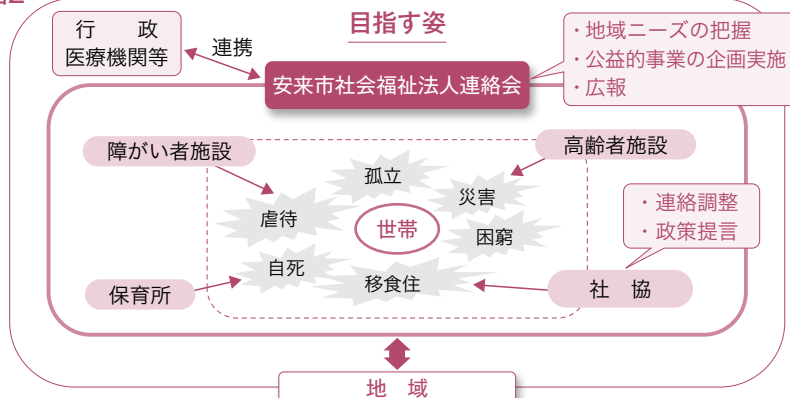 目指す姿
行　政
医療機関等
連携
安来市社会福祉法人連絡会
・地域ニーズの把握
・公益的事業の企画実施
・広報
障がい者施設
高齢者施設
孤立
災害
虐待
世帯
困窮
・連絡調整
・政策提言
自死
移食住
保育所
社　協
地　域